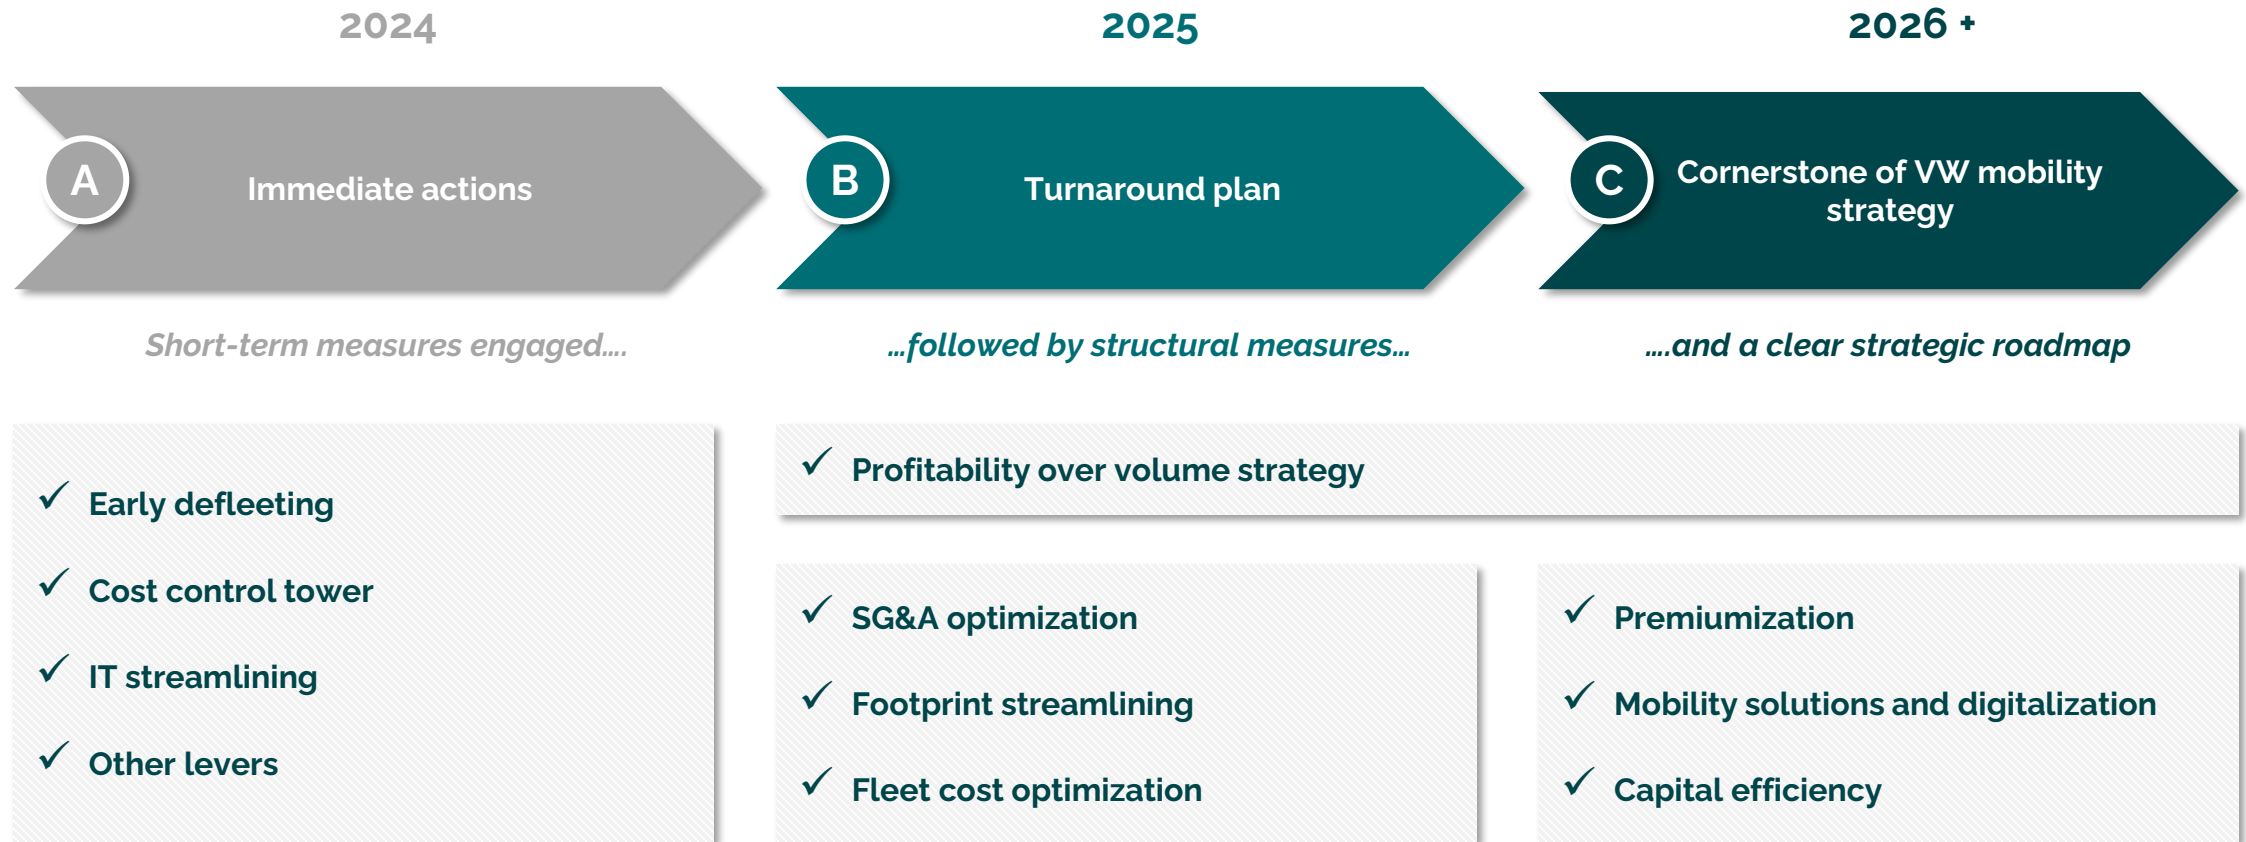 2024
2025
2026 +
A
Immediate actions
B
Turnaround plan
C
Cornerstone of VW mobility
strategy
Short-term measures engaged….
…followed by structural measures…
….and a clear strategic roadmap
✓ Early defleeting
✓ Cost control tower
✓ IT streamlining
✓ Other levers
✓ Profitability over volume strategy
✓ SG&A optimization
✓ Footprint streamlining
✓ Fleet cost optimization
✓ Premiumization
✓ Mobility solutions and digitalization
✓ Capital efficiency